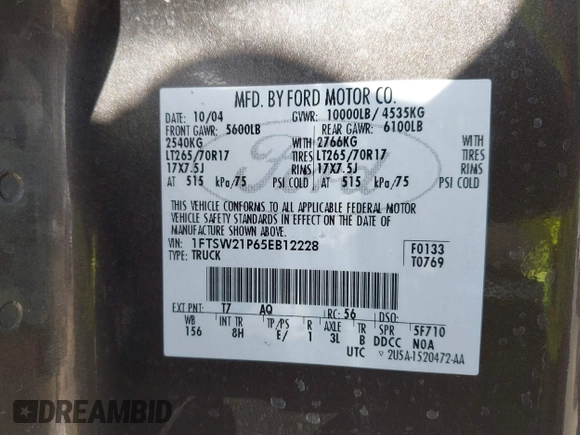 MFD. BY FORD MOTOR CO.
DATE: 10/04 GVWR: 10000LB/ 4535KG
FRONT GAWR: 5600LB REAR GAWR: 6100LB
2540KG WITH 2766KG WITH
LT265/70R17 TIRES LT265/70R17 TIRES
17X7.5J RIMS 17X7.5J RIMS
AT 515 kPa/75 PSI COLD AT 515 kPa/75 PSI COLD
Ford
THIS VEHICLE CONFORMS TO ALL APPLICABLE FEDERAL MOTOR
VEHICLE SAFETY STANDARDS IN EFFECT ON THE DATE OF
MANUFACTURE SHOWN ABOVE.
VIN: 1FTSW21P65EB12228 F0133
TYPE: TRUCK T0769
EXT PNT: T7 AQ RC: 56 DSO:
WB INT TR TP/PS R AXLE TR SPR 5F710
156 8H E/ 1 3L B DDCC NOA
UTC 2U5A-1520472-AA
DREAMBID